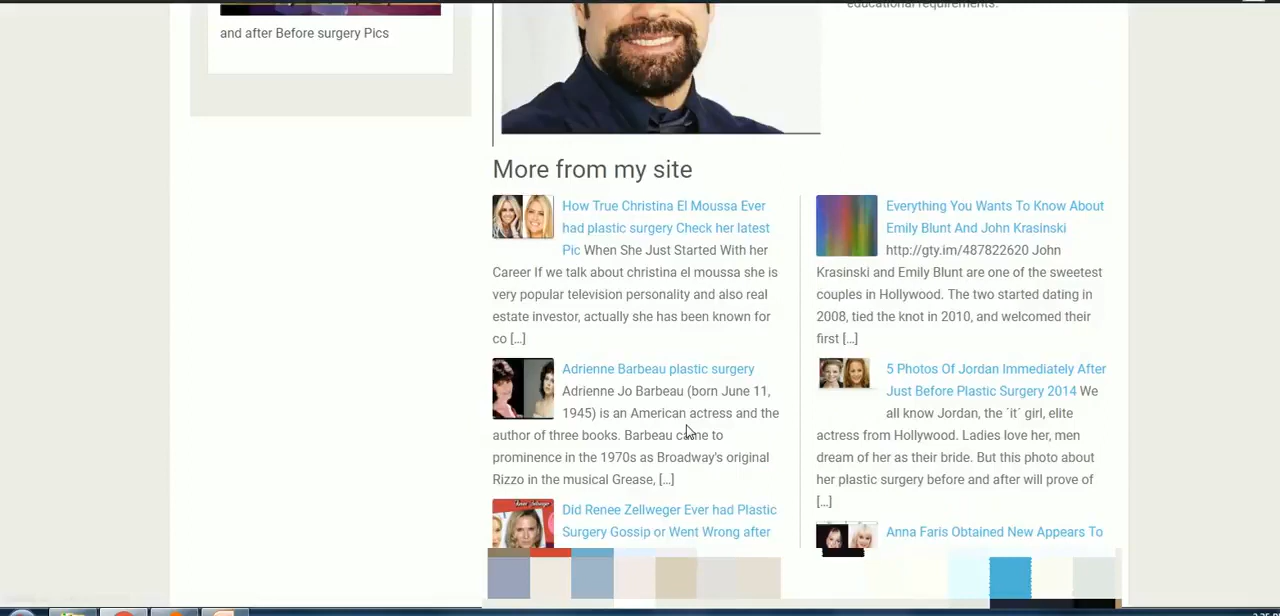 educational requirements.
and after Before surgery Pics
More from my site
How True Christina El Moussa Ever
had plastic surgery Check her latest
Pic When She Just Started With her
Career If we talk about christina el moussa she is
very popular television personality and also real
estate investor, actually she has been known for
co [...]
Adrienne Barbeau plastic surgery
Adrienne Jo Barbeau (born June 11,
1945) is an American actress and the
author of three books. Barbeau came to
prominence in the 1970s as Broadway's original
Rizzo in the musical Grease, [...]
Did Renee Zellweger Ever had Plastic
Surgery Gossip or Went Wrong after
Everything You Wants To Know About
Emily Blunt And John Krasinski
http://gty.im/487822620 John
Krasinski and Emily Blunt are one of the sweetest
couples in Hollywood. The two started dating in
2008, tied the knot in 2010, and welcomed their
first [...]
5 Photos Of Jordan Immediately After
Just Before Plastic Surgery 2014 We
all know Jordan, the ´it´ girl, elite
actress from Hollywood. Ladies love her, men
dream of her as their bride. But this photo about
her plastic surgery before and after will prove of
[...]
Anna Faris Obtained New Appears To